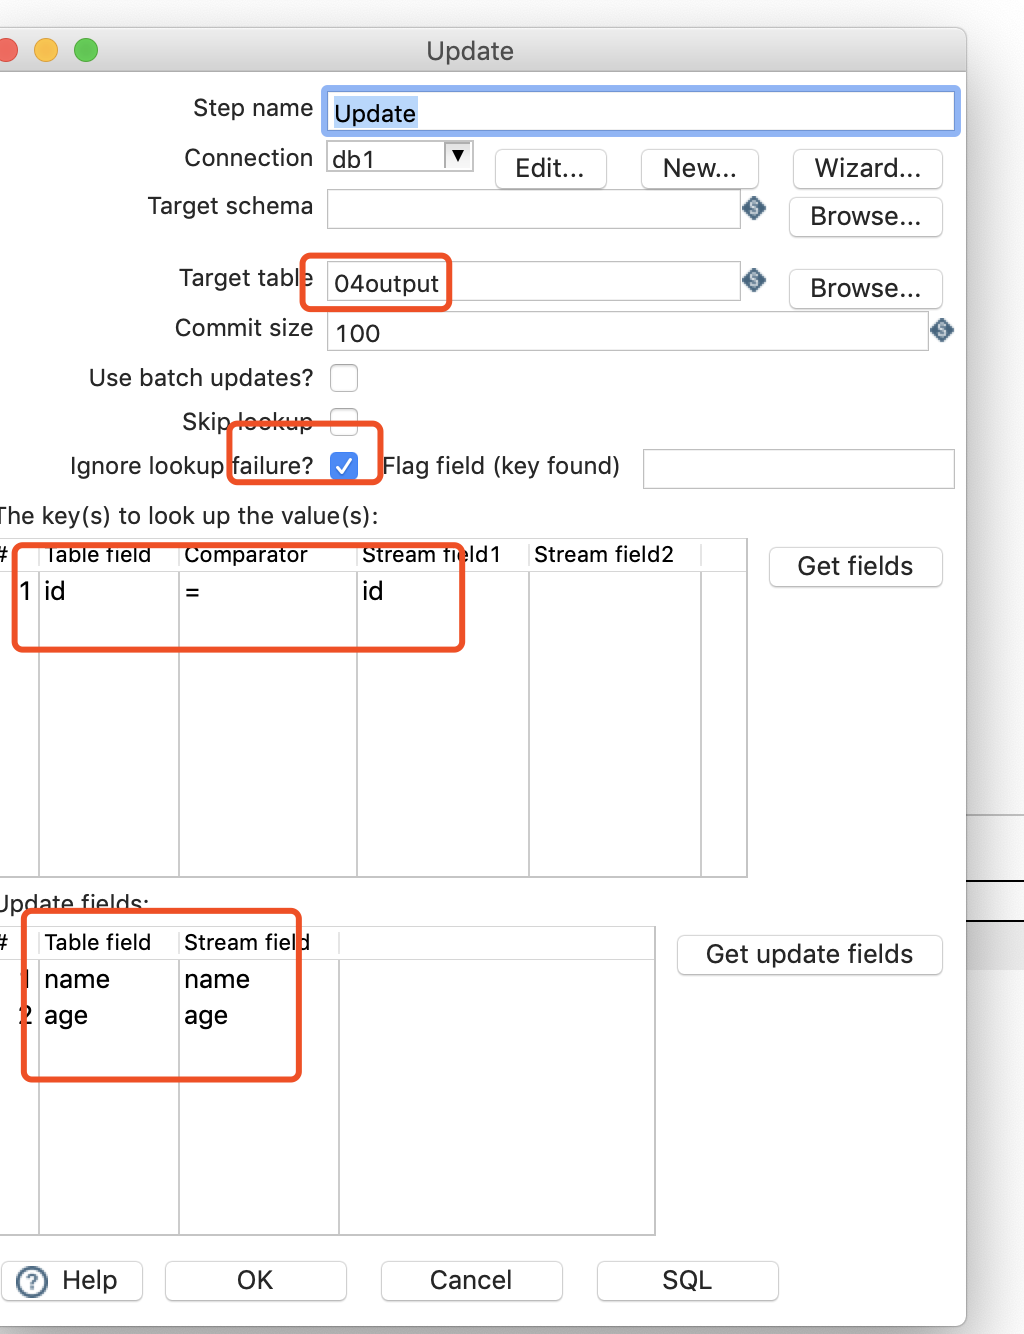 Update
Step name Update
Connection db1 Edit... New... Wizard...
Target schema Browse...
Target table 04output Browse...
Commit size 100
Use batch updates?
Skip lookup
Ignore lookup failure? Flag field (key found)
The key(s) to look up the value(s):
# Table field Comparator Stream field1 Stream field2 Get fields
1 id = id
Update fields:
# Table field Stream field Get update fields
1 name name
2 age age
Help OK Cancel SQL